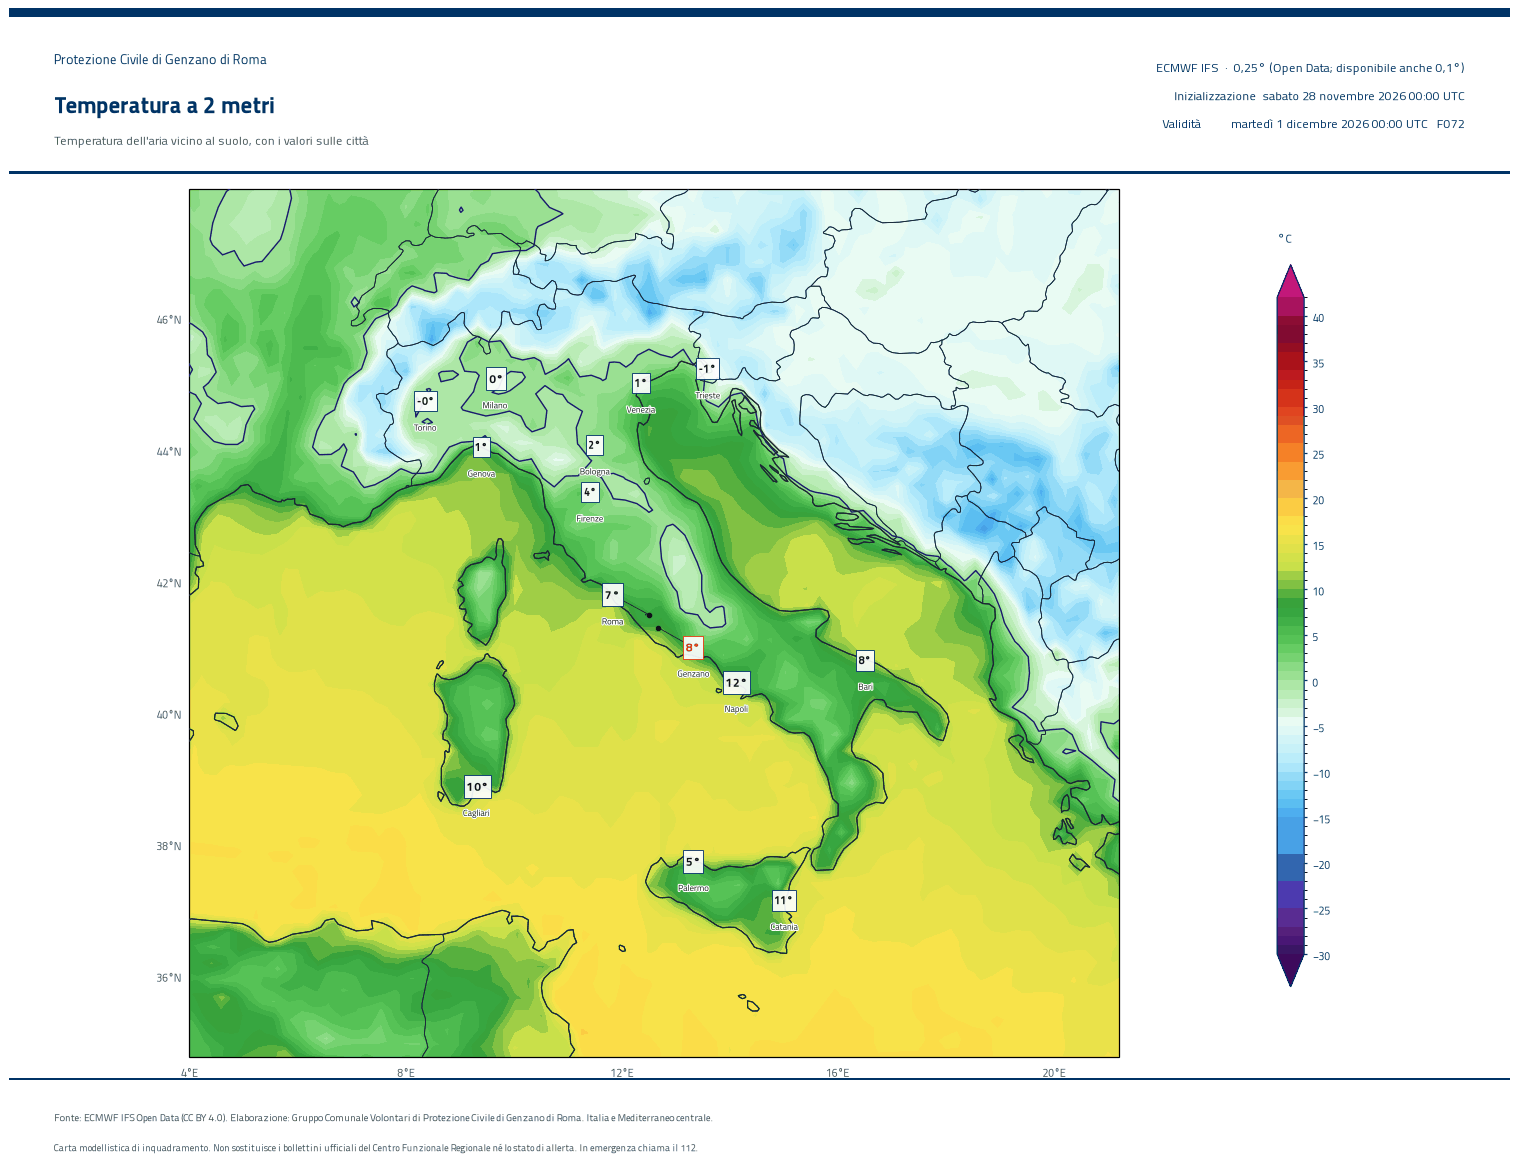 Protezione Civile di Genzano di Roma
Temperatura a 2 metri
Temperatura dell'aria vicino al suolo, con i valori sulle città
ECMWF IFS · 0,25° (Open Data; disponibile anche 0,1°)
Inizializzazione sabato 28 novembre 2026 00:00 UTC
Validità martedì 1 dicembre 2026 00:00 UTC F072
°C
40
35
30
25
20
15
10
5
0
−5
−10
−15
−20
−25
−30
46°N
44°N
42°N
40°N
38°N
36°N
4°E
8°E
12°E
16°E
20°E
-1°
Trieste
0°
Milano
1°
Venezia
-0°
Torino
1°
Genova
2°
Bologna
4°
Firenze
7°
Roma
8°
Genzano
12°
Napoli
8°
Bari
10°
Cagliari
5°
Palermo
11°
Catania
Fonte: ECMWF IFS Open Data (CC BY 4.0). Elaborazione: Gruppo Comunale Volontari di Protezione Civile di Genzano di Roma. Italia e Mediterraneo centrale.
Carta modellistica di inquadramento. Non sostituisce i bollettini ufficiali del Centro Funzionale Regionale né lo stato di allerta. In emergenza chiama il 112.